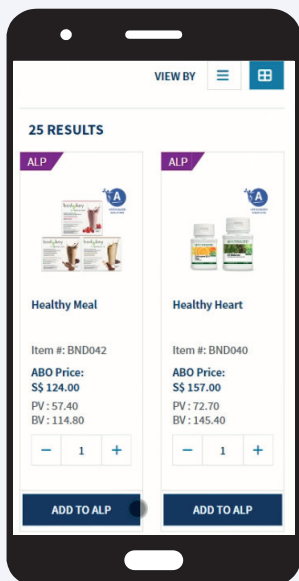 VIEW BY
25 RESULTS
ALP
ALP
A
A
bodykey
Healthy Meal
Healthy Heart
Item #: BND042
Item #: BND040
ABO Price:
S$ 124.00
ABO Price:
S$ 157.00
PV : 57.40
BV : 114.80
PV : 72.70
BV : 145.40
− 1 +
− 1 +
ADD TO ALP
ADD TO ALP